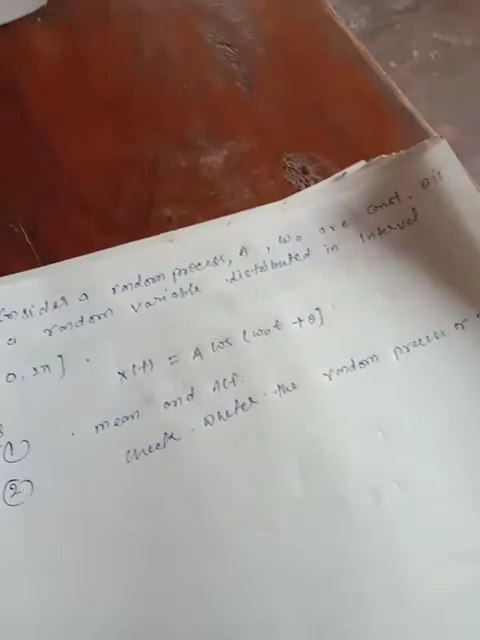 Consider a random process, A, ω₀ are const. θ is
a random variable distributed in interval
0, 2π] .
X(t) = A cos [ω₀t + θ]
(1) . mean and ACF.
(2) check whether the random process